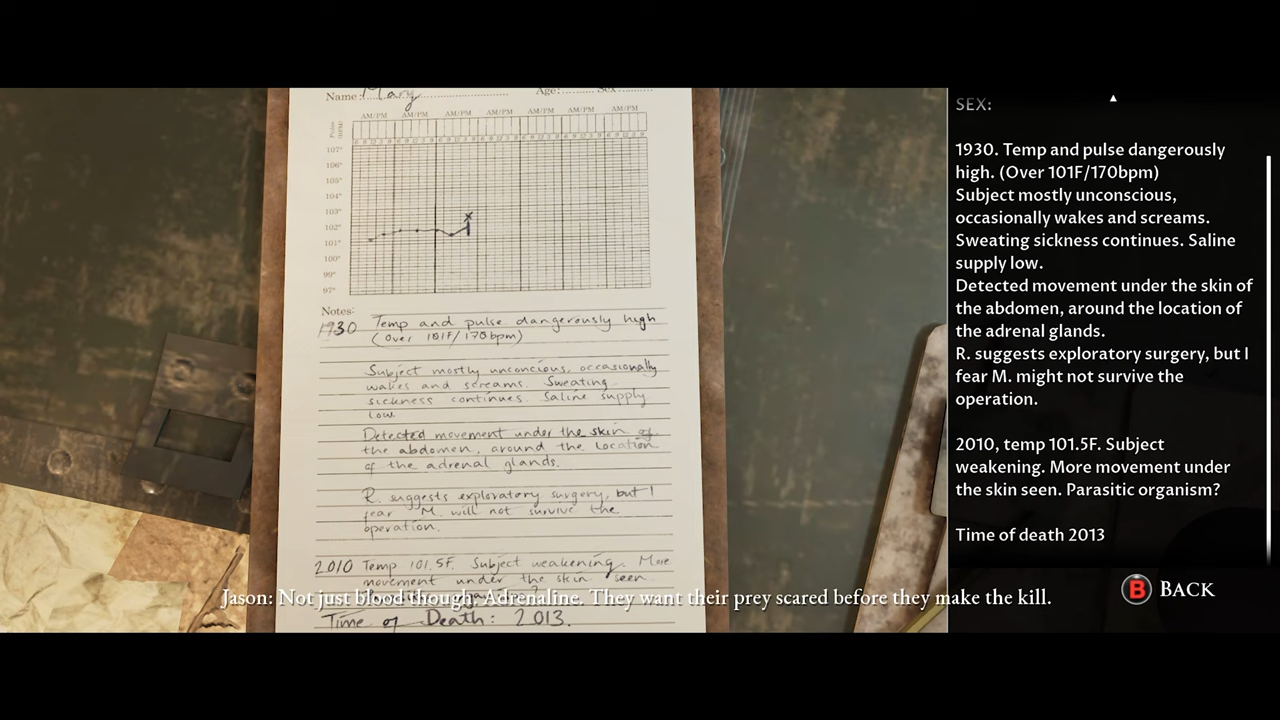 Name: Mary Age: Sex
AM/PM AM/PM AM/PM AM/PM AM/PM AM/PM AM/PM
Pulse
107°
106°
105°
104°
103°
102°
101°
100°
99°
97°
Notes:
1930 Temp and pulse dangerously high
(over 101F/170bpm)
Subject mostly unconcious, occasionally
wakes and screams. Sweating
sickness continues. Saline supply
low.
Detected movement under the skin of
the abdomen, around the location
of the adrenal glands.
R. suggests exploratory surgery, but I
fear M. will not survive the
operation.
2010 Temp 101.5F. Subject weakening. More
movement under the skin seen.
Time of Death: 2013.
Jason: Not just blood though. Adrenaline. They want their prey scared before they make the kill.
SEX:
1930. Temp and pulse dangerously
high. (Over 101F/170bpm)
Subject mostly unconscious,
occasionally wakes and screams.
Sweating sickness continues. Saline
supply low.
Detected movement under the skin of
the abdomen, around the location of
the adrenal glands.
R. suggests exploratory surgery, but I
fear M. might not survive the
operation.
2010, temp 101.5F. Subject
weakening. More movement under
the skin seen. Parasitic organism?
Time of death 2013
B BACK